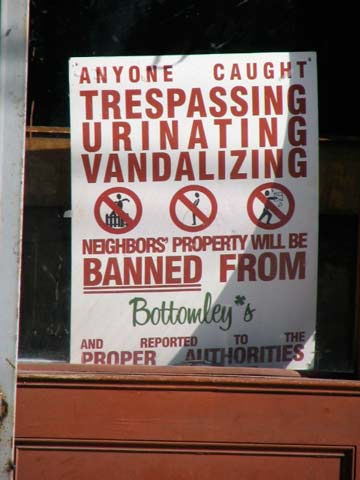 ANYONE CAUGHT
TRESPASSING
URINATING
VANDALIZING
NEIGHBORS' PROPERTY WILL BE
BANNED FROM
Bottomley's
AND REPORTED TO THE
PROPER AUTHORITIES